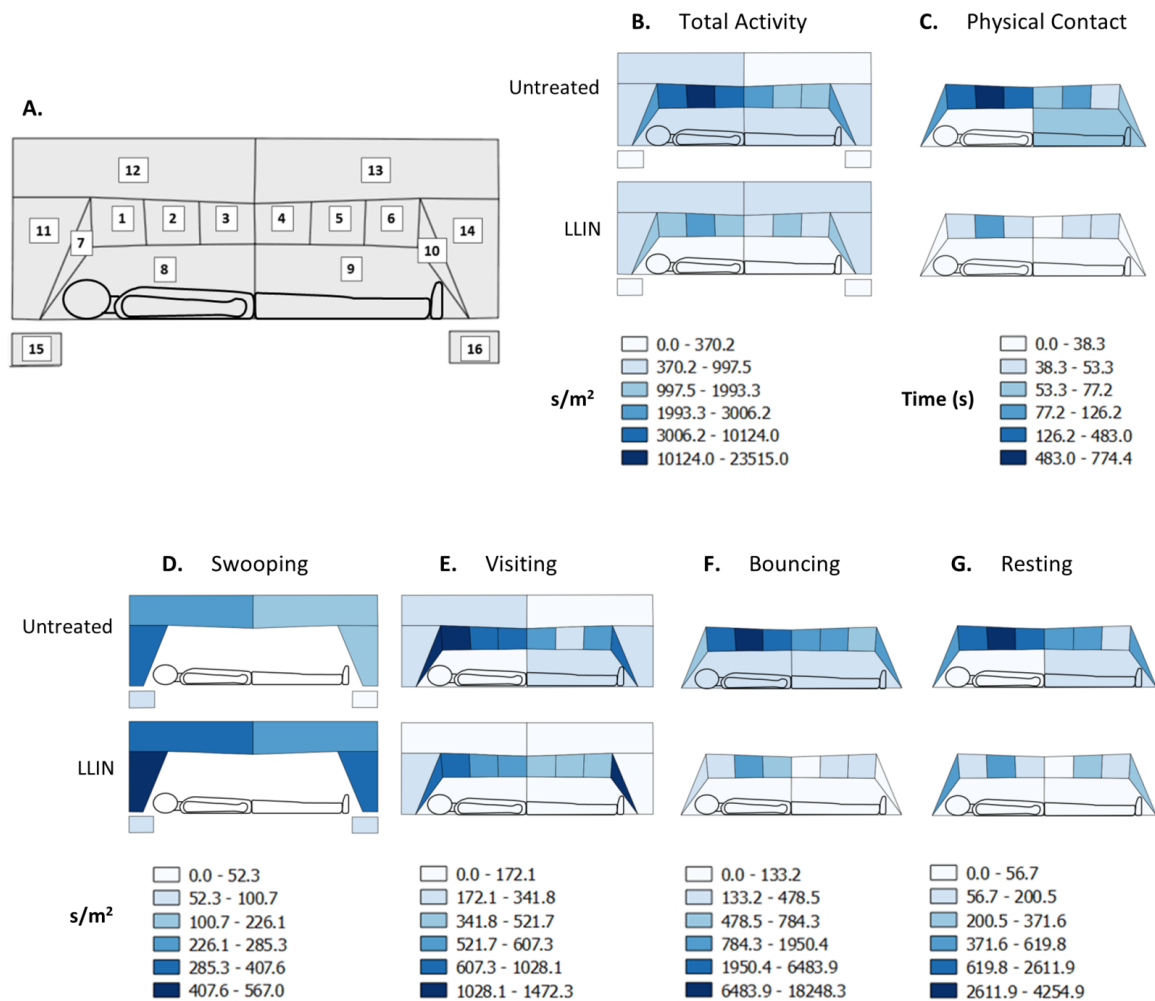 B. Total Activity
C. Physical Contact
Untreated
A.
12
13
LLIN
1
2
3
4
5
6
11
14
7
10
8
9
15
16
s/m²
0.0 - 370.2
370.2 - 997.5
997.5 - 1993.3
1993.3 - 3006.2
3006.2 - 10124.0
10124.0 - 23515.0
Time (s)
0.0 - 38.3
38.3 - 53.3
53.3 - 77.2
77.2 - 126.2
126.2 - 483.0
483.0 - 774.4
D. Swooping
E. Visiting
F. Bouncing
G. Resting
Untreated
LLIN
s/m²
0.0 - 52.3
52.3 - 100.7
100.7 - 226.1
226.1 - 285.3
285.3 - 407.6
407.6 - 567.0
0.0 - 172.1
172.1 - 341.8
341.8 - 521.7
521.7 - 607.3
607.3 - 1028.1
1028.1 - 1472.3
0.0 - 133.2
133.2 - 478.5
478.5 - 784.3
784.3 - 1950.4
1950.4 - 6483.9
6483.9 - 18248.3
0.0 - 56.7
56.7 - 200.5
200.5 - 371.6
371.6 - 619.8
619.8 - 2611.9
2611.9 - 4254.9